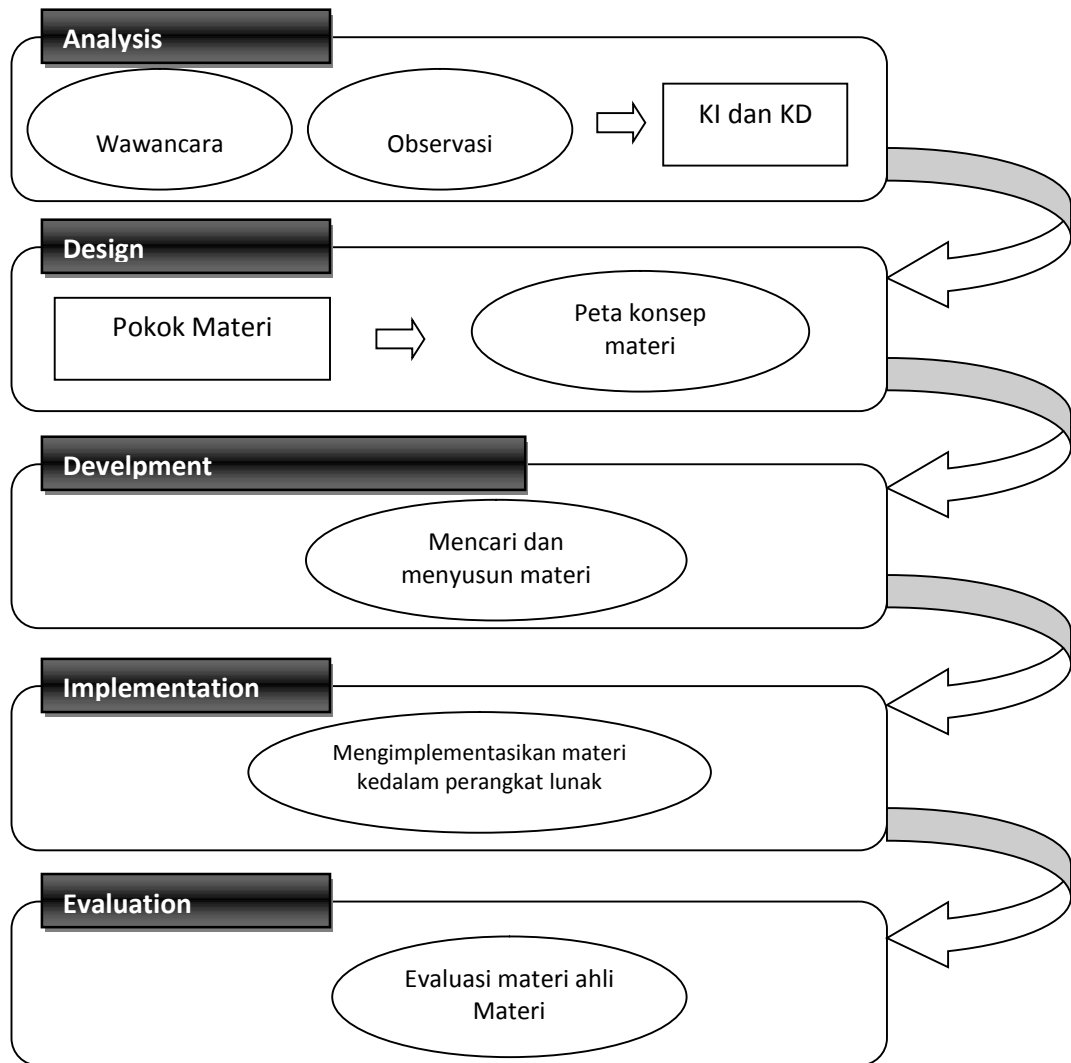 Analysis
Wawancara
Observasi
KI dan KD
Design
Pokok Materi
Peta konsep
materi
Develpment
Mencari dan
menyusun materi
Implementation
Mengimplementasikan materi
kedalam perangkat lunak
Evaluation
Evaluasi materi ahli
Materi